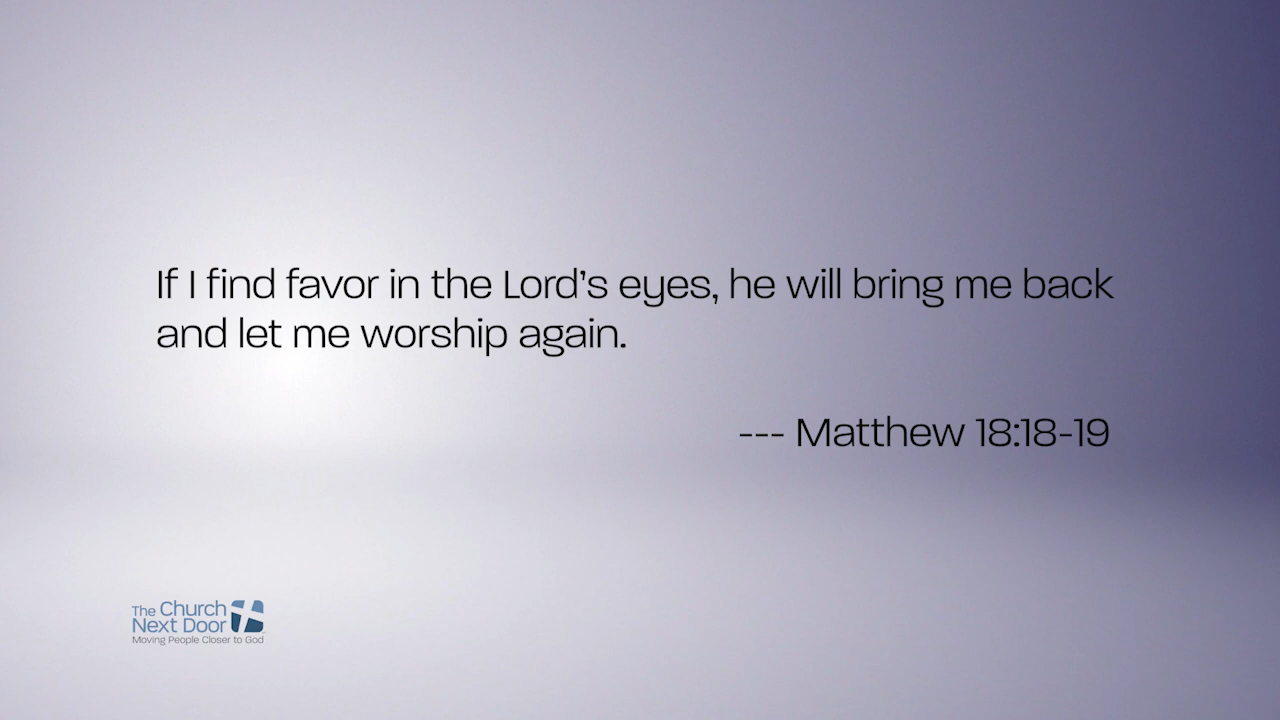 If I find favor in the Lord's eyes, he will bring me back
and let me worship again.
--- Matthew 18:18-19
The Church
Next Door
Moving People Closer to God